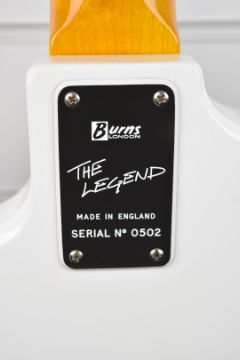 Burns
LONDON
THE
LEGEND
MADE IN ENGLAND
SERIAL Nº 0502